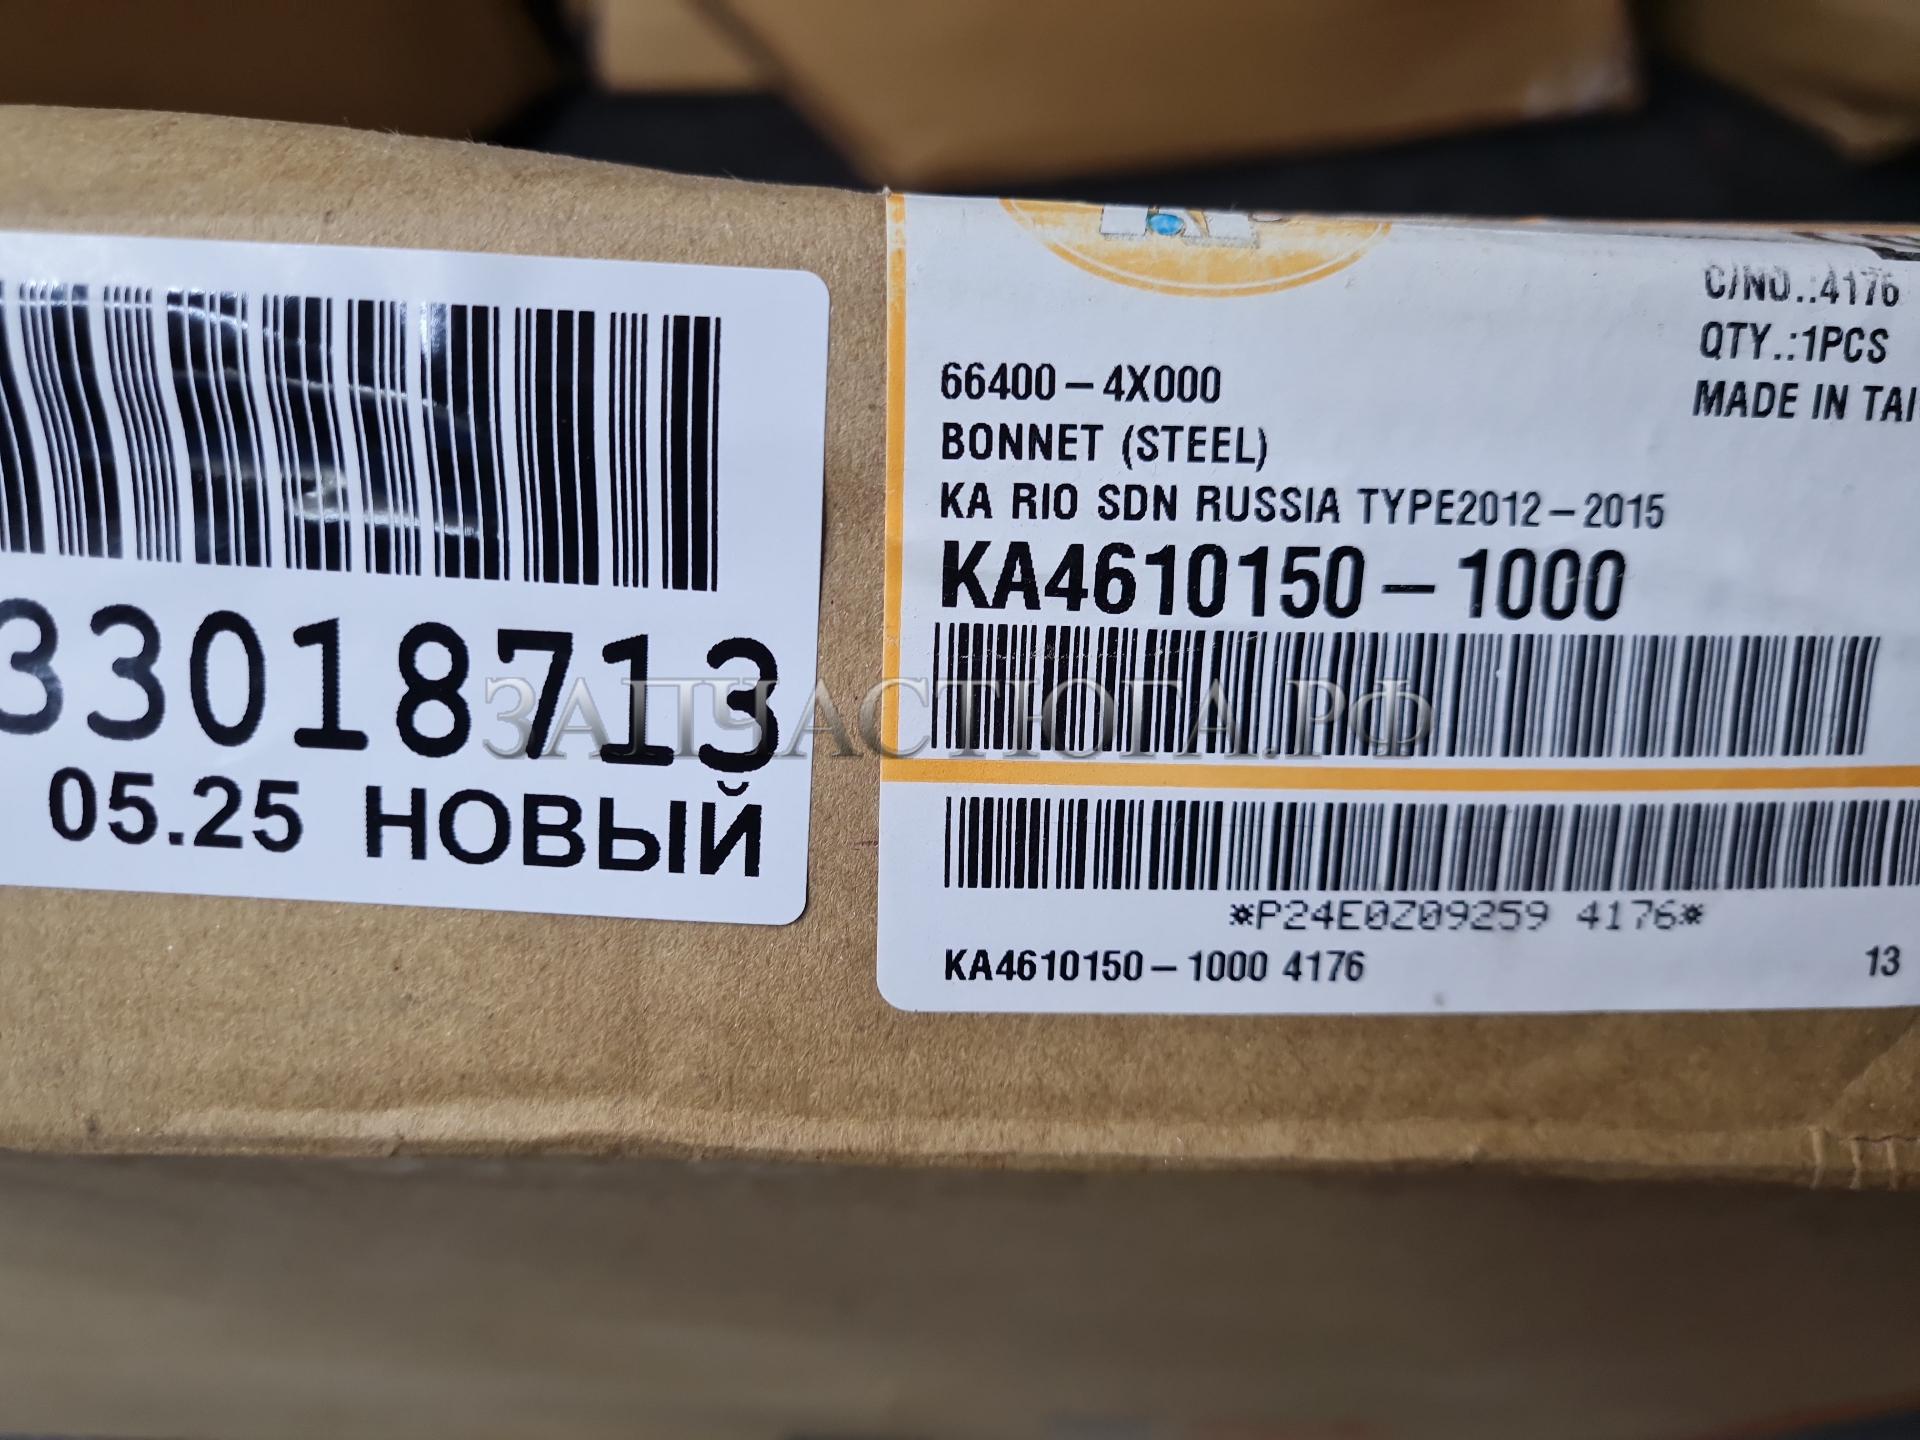 33018713
05.25 НОВЫЙ
C/NO.:4176
QTY.:1PCS
MADE IN
66400-4X000
BONNET (STEEL)
KA RIO SDN RUSSIA TYPE2012-2015
KA4610150-1000
*P24E0Z09259 4176*
KA4610150-1000 4176
13
ЗАПЧАСТЮГА.РФ